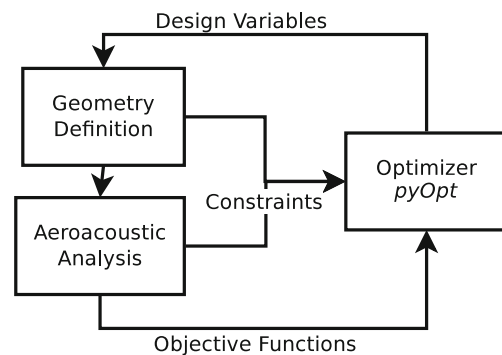 Design Variables
Geometry
Definition
Optimizer
pyOpt
Constraints
Aeroacoustic
Analysis
Objective Functions